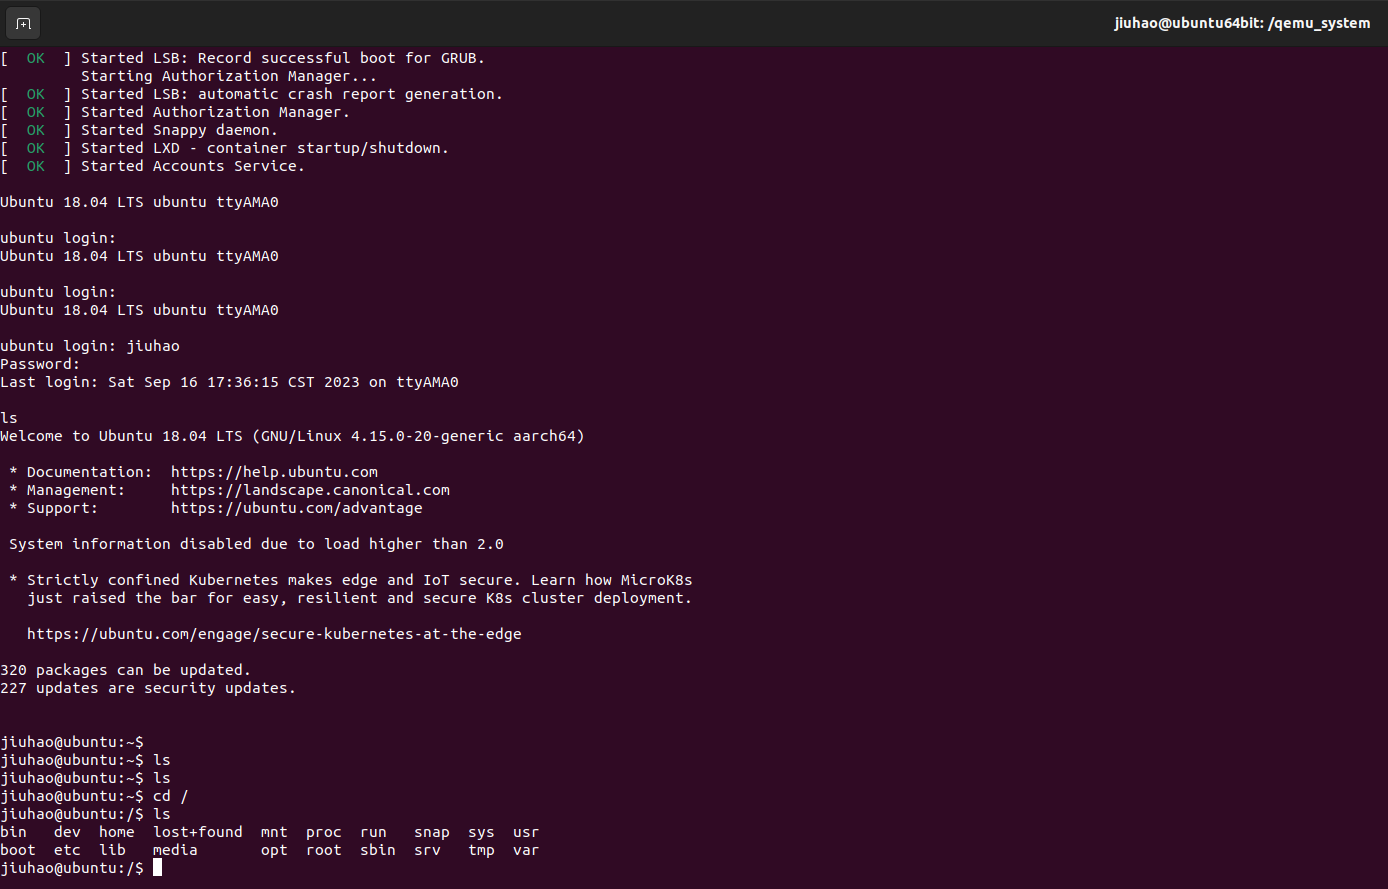 jiuhao@ubuntu64bit: /qemu_system
[  OK  ] Started LSB: Record successful boot for GRUB.
         Starting Authorization Manager...
[  OK  ] Started LSB: automatic crash report generation.
[  OK  ] Started Authorization Manager.
[  OK  ] Started Snappy daemon.
[  OK  ] Started LXD - container startup/shutdown.
[  OK  ] Started Accounts Service.
Ubuntu 18.04 LTS ubuntu ttyAMA0
ubuntu login:
Ubuntu 18.04 LTS ubuntu ttyAMA0
ubuntu login:
Ubuntu 18.04 LTS ubuntu ttyAMA0
ubuntu login: jiuhao
Password:
Last login: Sat Sep 16 17:36:15 CST 2023 on ttyAMA0
ls
Welcome to Ubuntu 18.04 LTS (GNU/Linux 4.15.0-20-generic aarch64)
 * Documentation:  https://help.ubuntu.com
 * Management:     https://landscape.canonical.com
 * Support:        https://ubuntu.com/advantage
 System information disabled due to load higher than 2.0
 * Strictly confined Kubernetes makes edge and IoT secure. Learn how MicroK8s
   just raised the bar for easy, resilient and secure K8s cluster deployment.
   https://ubuntu.com/engage/secure-kubernetes-at-the-edge
320 packages can be updated.
227 updates are security updates.
jiuhao@ubuntu:~$
jiuhao@ubuntu:~$ ls
jiuhao@ubuntu:~$ ls
jiuhao@ubuntu:~$ cd /
jiuhao@ubuntu:/$ ls
bin   dev  home  lost+found  mnt  proc  run   snap  sys  usr
boot  etc  lib   media       opt  root  sbin  srv   tmp  var
jiuhao@ubuntu:/$